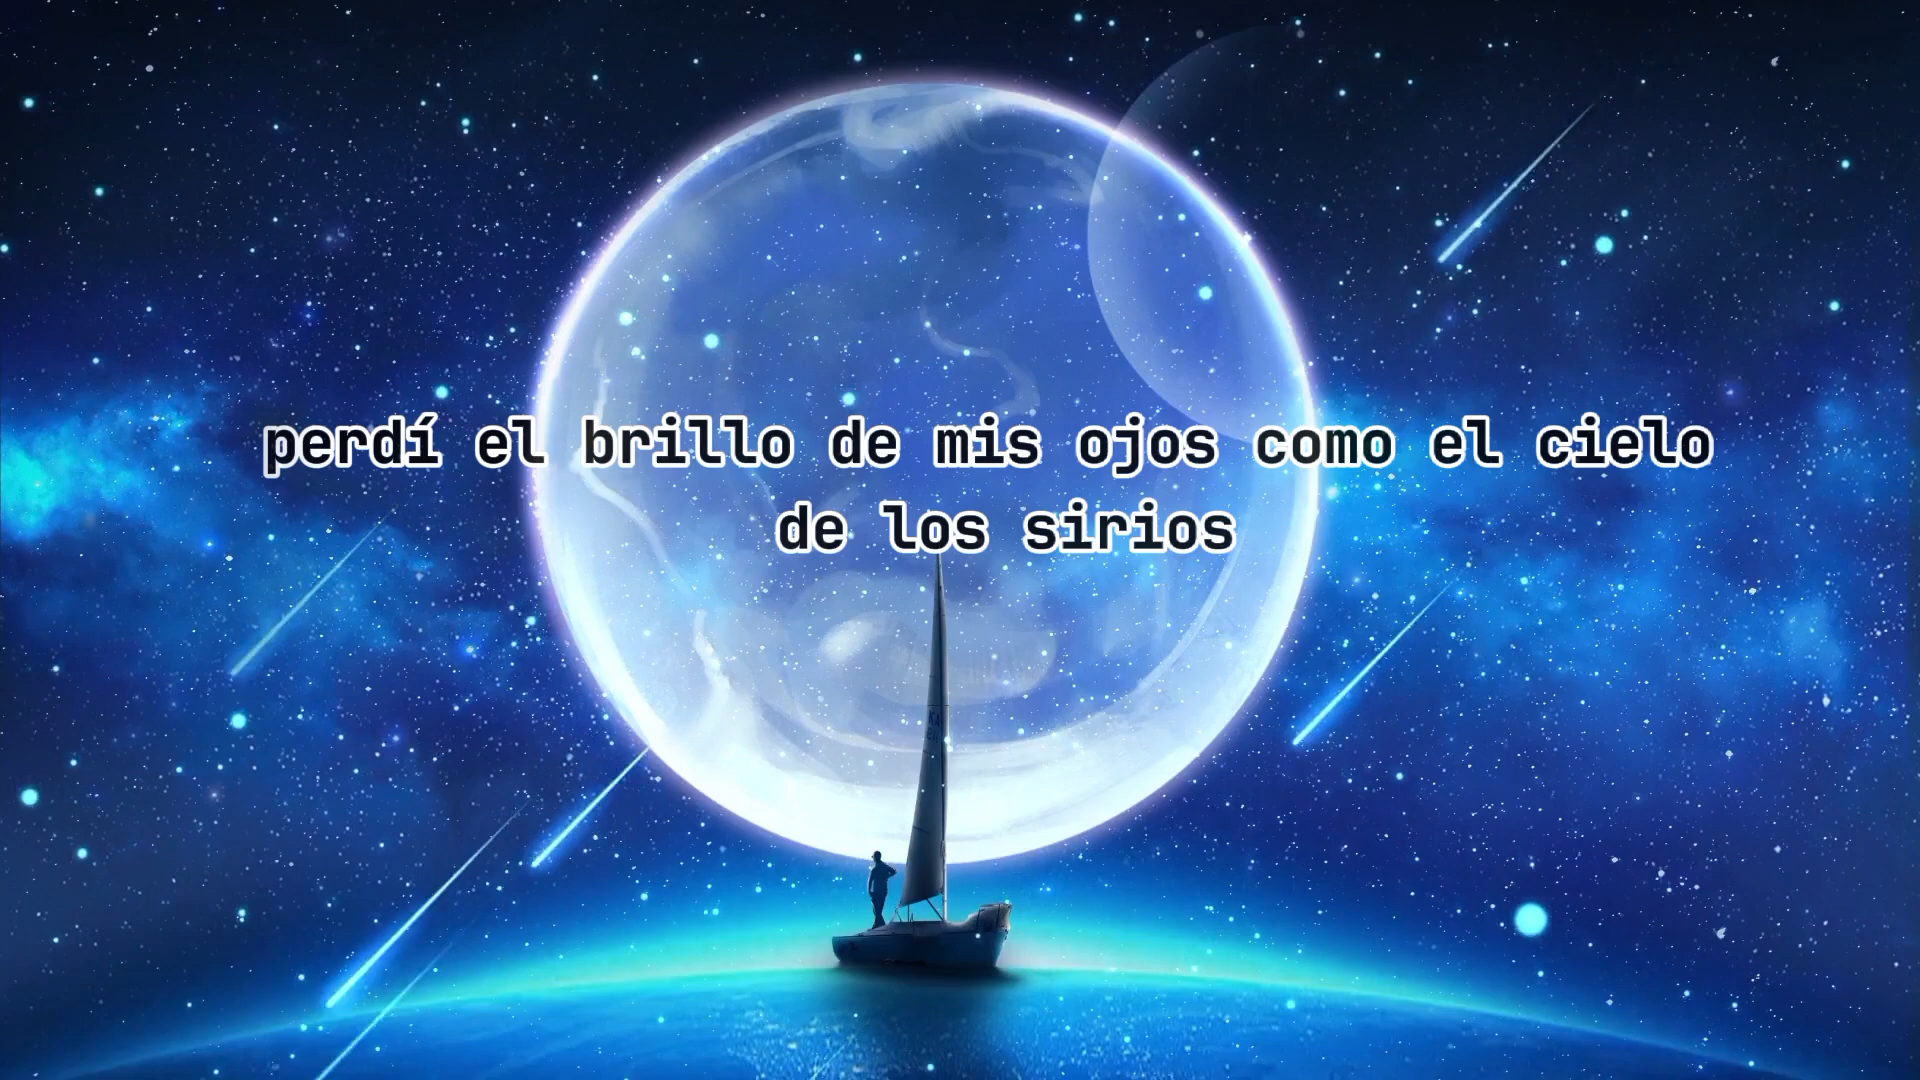 perdí el brillo de mis ojos como el cielo
de los sirios